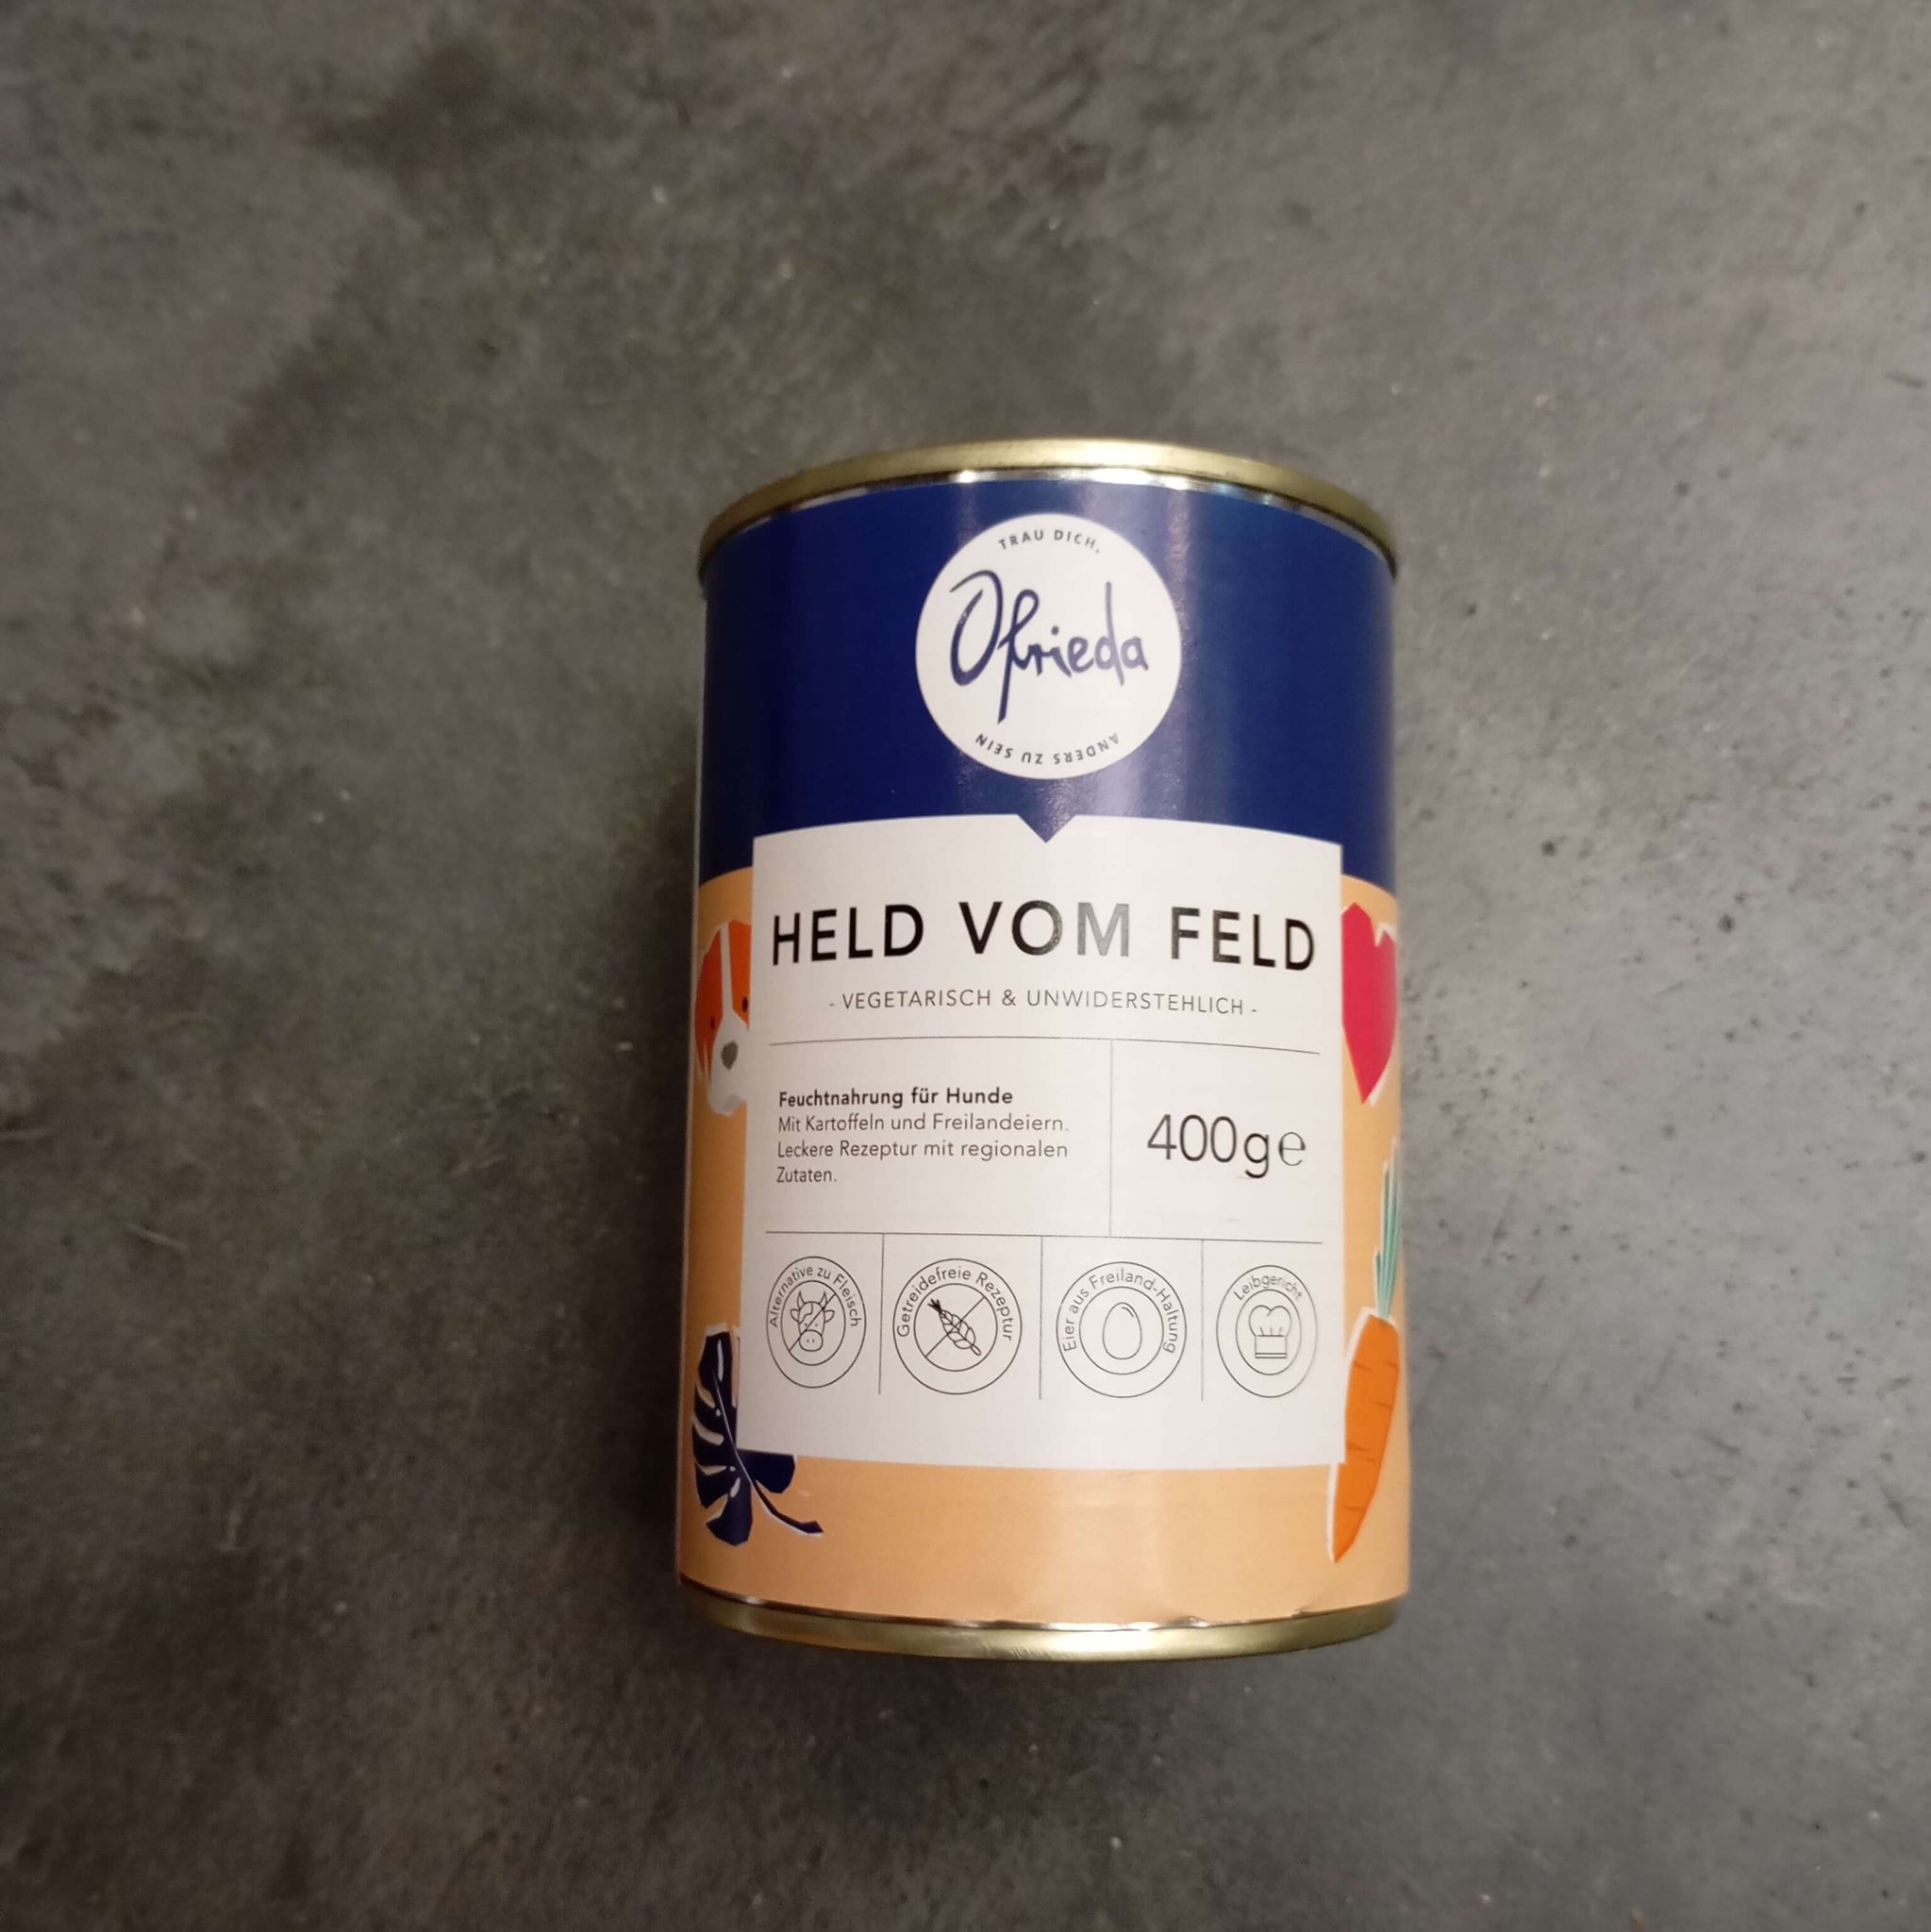 TRAU DICH,
Ofrieda
ANDERS ZU SEIN
HELD VOM FELD
- VEGETARISCH & UNWIDERSTEHLICH -
Feuchtnahrung für Hunde
Mit Kartoffeln und Freilandeiern.
Leckere Rezeptur mit regionalen
Zutaten.
400g℮
Alternative zu Fleisch
Getreidefreie Rezeptur
Eier aus Freiland-Haltung
Leibgericht